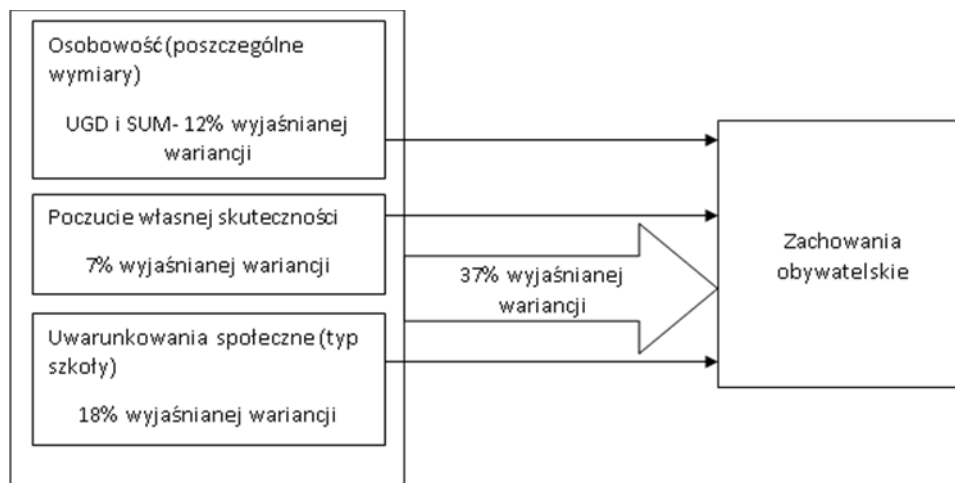 Osobowość (poszczególne
wymiary)
UGD i SUM- 12% wyjaśnianej
wariancji
Poczucie własnej skuteczności
7% wyjaśnianej wariancji
37% wyjaśnianej
wariancji
Uwarunkowania społeczne (typ
szkoły)
18% wyjaśnianej wariancji
Zachowania
obywatelskie